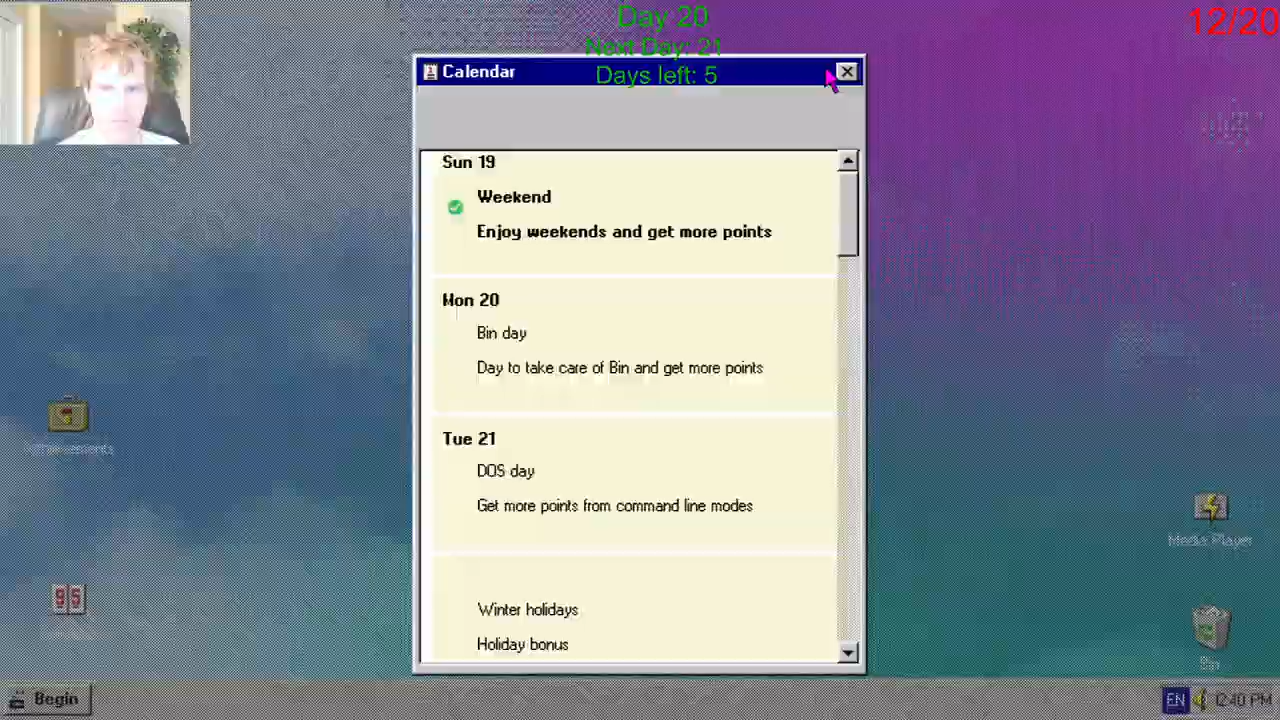 Day 20
12/20
Next Day: 21
Calendar
Days left: 5
Sun 19
Weekend
Enjoy weekends and get more points
Mon 20
Bin day
Day to take care of Bin and get more points
Tue 21
DOS day
Get more points from command line modes
Winter holidays
Holiday bonus
95
Media Player
Bin
Begin
EN
12:40 PM